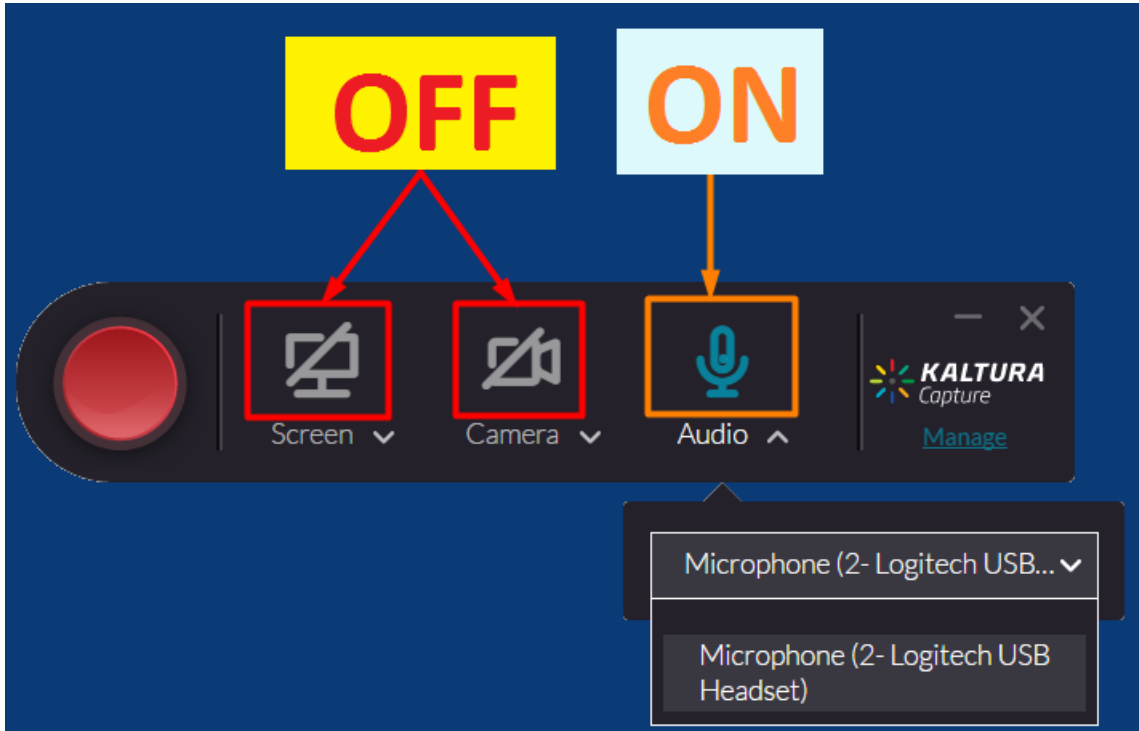 OFF
ON
Screen
Camera
Audio
KALTURA
Capture
Manage
Microphone (2- Logitech USB...
Microphone (2- Logitech USB
Headset)